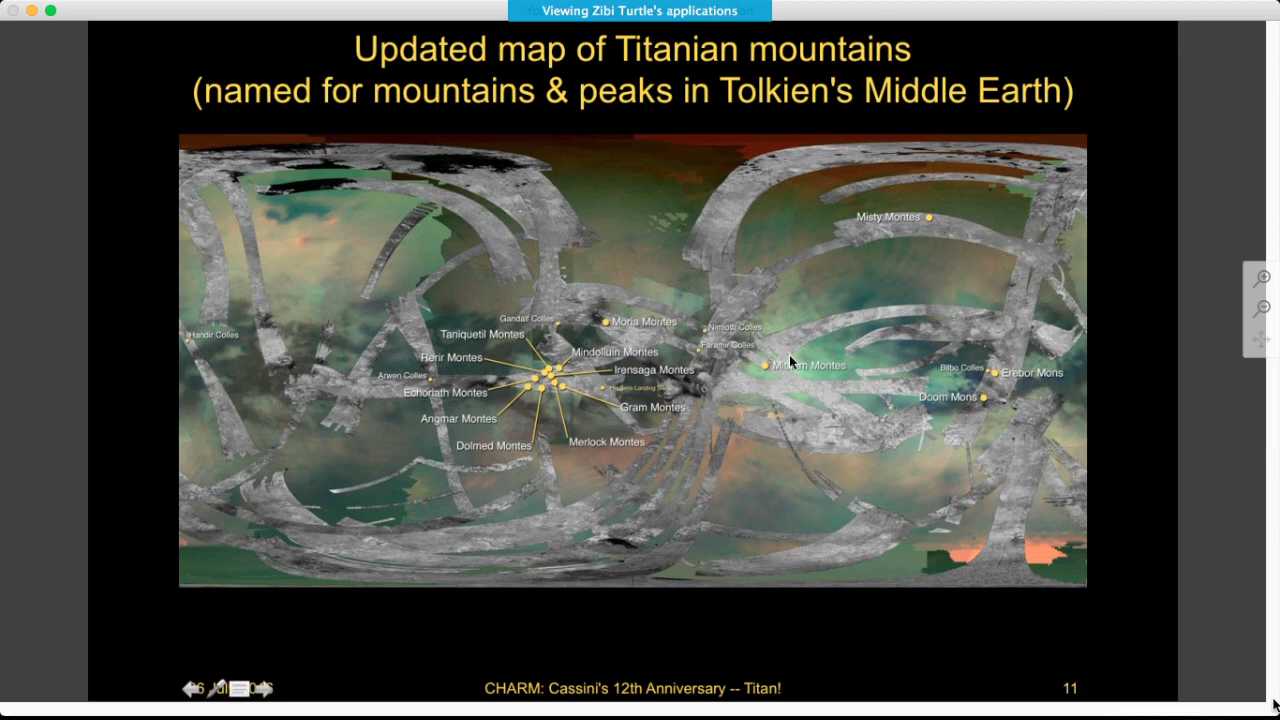 Viewing Zibi Turtle's applications
Updated map of Titanian mountains
(named for mountains & peaks in Tolkien's Middle Earth)
Misty Montes
Gandalf Colles
Moria Montes
Nimloth Colles
Handir Colles
Taniquetil Montes
Faramir Colles
Mindolluin Montes
Rerir Montes
Montes
Irensaga Montes
Bilbo Colles
Erebor Mons
Arwen Colles
Echoriath Montes
Doom Mons
Gram Montes
Angmar Montes
Dolmed Montes
Merlock Montes
CHARM: Cassini's 12th Anniversary -- Titan!
11